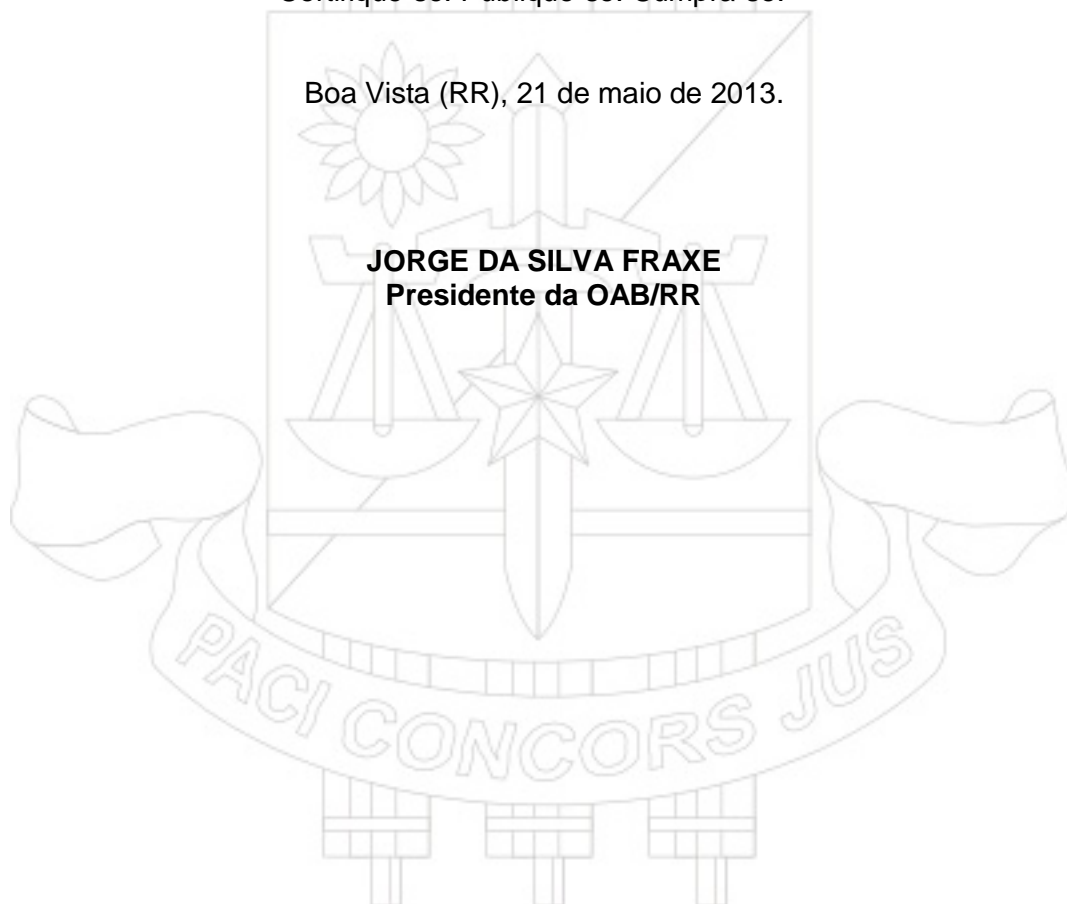 Boa Vista (RR), 21 de maio de 2013.
JORGE DA SILVA FRAXE
Presidente da OAB/RR
PACI CONCORS JUS